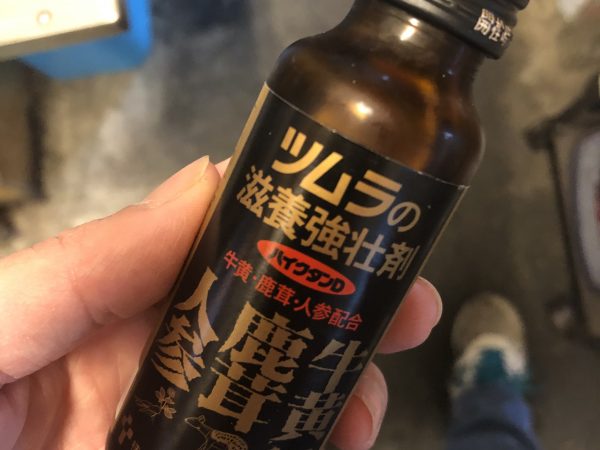 ツムラの
滋養強壮剤
ハイクタンD
牛黄・鹿茸・人参配合
牛黄
鹿茸
人参